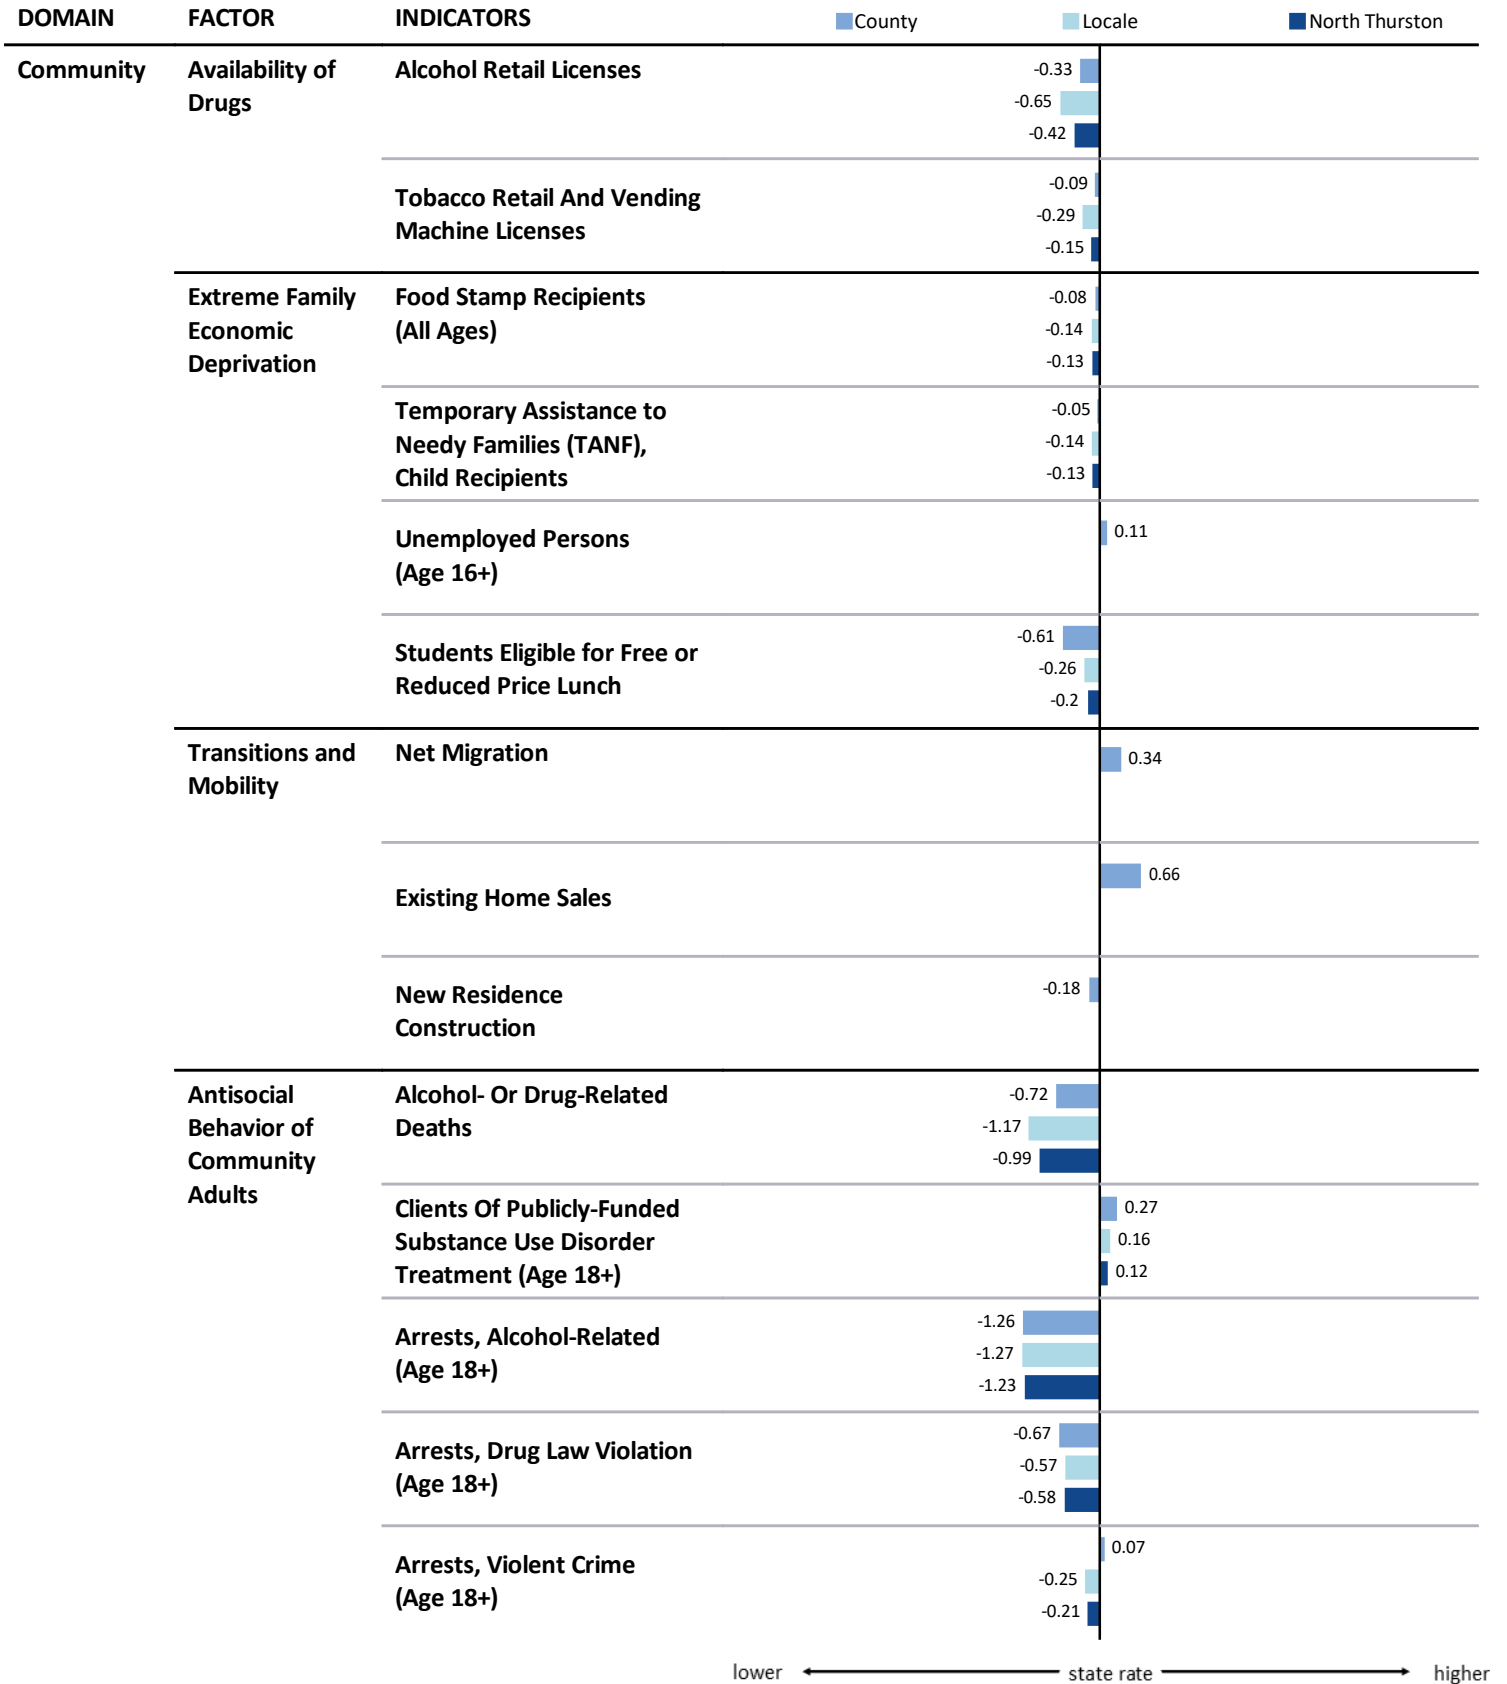 DOMAIN FACTOR INDICATORS County Locale North Thurston
Community Availability of Drugs Alcohol Retail Licenses
-0.33
-0.65
-0.42
Tobacco Retail And Vending
Machine Licenses
-0.09
-0.29
-0.15
Extreme Family
Economic
Deprivation
Food Stamp Recipients
(All Ages)
-0.08
-0.14
-0.13
Temporary Assistance to
Needy Families (TANF),
Child Recipients
-0.05
-0.14
-0.13
Unemployed Persons
(Age 16+)
0.11
Students Eligible for Free or
Reduced Price Lunch
-0.61
-0.26
-0.2
Transitions and
Mobility
Net Migration
0.34
Existing Home Sales
0.66
New Residence
Construction
-0.18
Antisocial
Behavior of
Community
Adults
Alcohol- Or Drug-Related
Deaths
-0.72
-1.17
-0.99
Clients Of Publicly-Funded
Substance Use Disorder
Treatment (Age 18+)
0.27
0.16
0.12
Arrests, Alcohol-Related
(Age 18+)
-1.26
-1.27
-1.23
Arrests, Drug Law Violation
(Age 18+)
-0.67
-0.57
-0.58
Arrests, Violent Crime
(Age 18+)
0.07
-0.25
-0.21
lower state rate higher